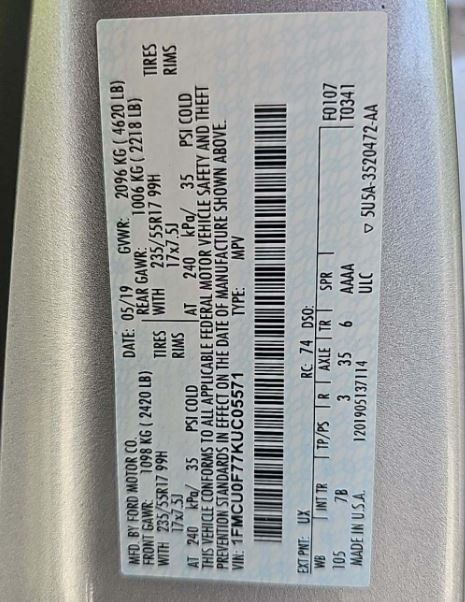 MFD. BY FORD MOTOR CO.
DATE: 05/19 GVWR: 2096 KG ( 4620 LB)
FRONT GAWR: 1098 KG ( 2420 LB) REAR GAWR: 1006 KG ( 2218 LB)
WITH 235/55R17 99H TIRES WITH 235/55R17 99H TIRES
17x7.5J RIMS 17x7.5J RIMS
AT 240 kPa/ 35 PSI COLD AT 240 kPa/ 35 PSI COLD
THIS VEHICLE CONFORMS TO ALL APPLICABLE FEDERAL MOTOR VEHICLE SAFETY AND THEFT
PREVENTION STANDARDS IN EFFECT ON THE DATE OF MANUFACTURE SHOWN ABOVE.
VIN: 1FMCU0F77KUC05571 TYPE: MPV
EXT PNT: UX RC: 74 DSO: F0107
WB INT TR TP/PS R AXLE TR SPR T0341
105 7B 3 35 6 AAAA
1201905137114 ULC
MADE IN U.S.A. 5U5A-3520472-AA